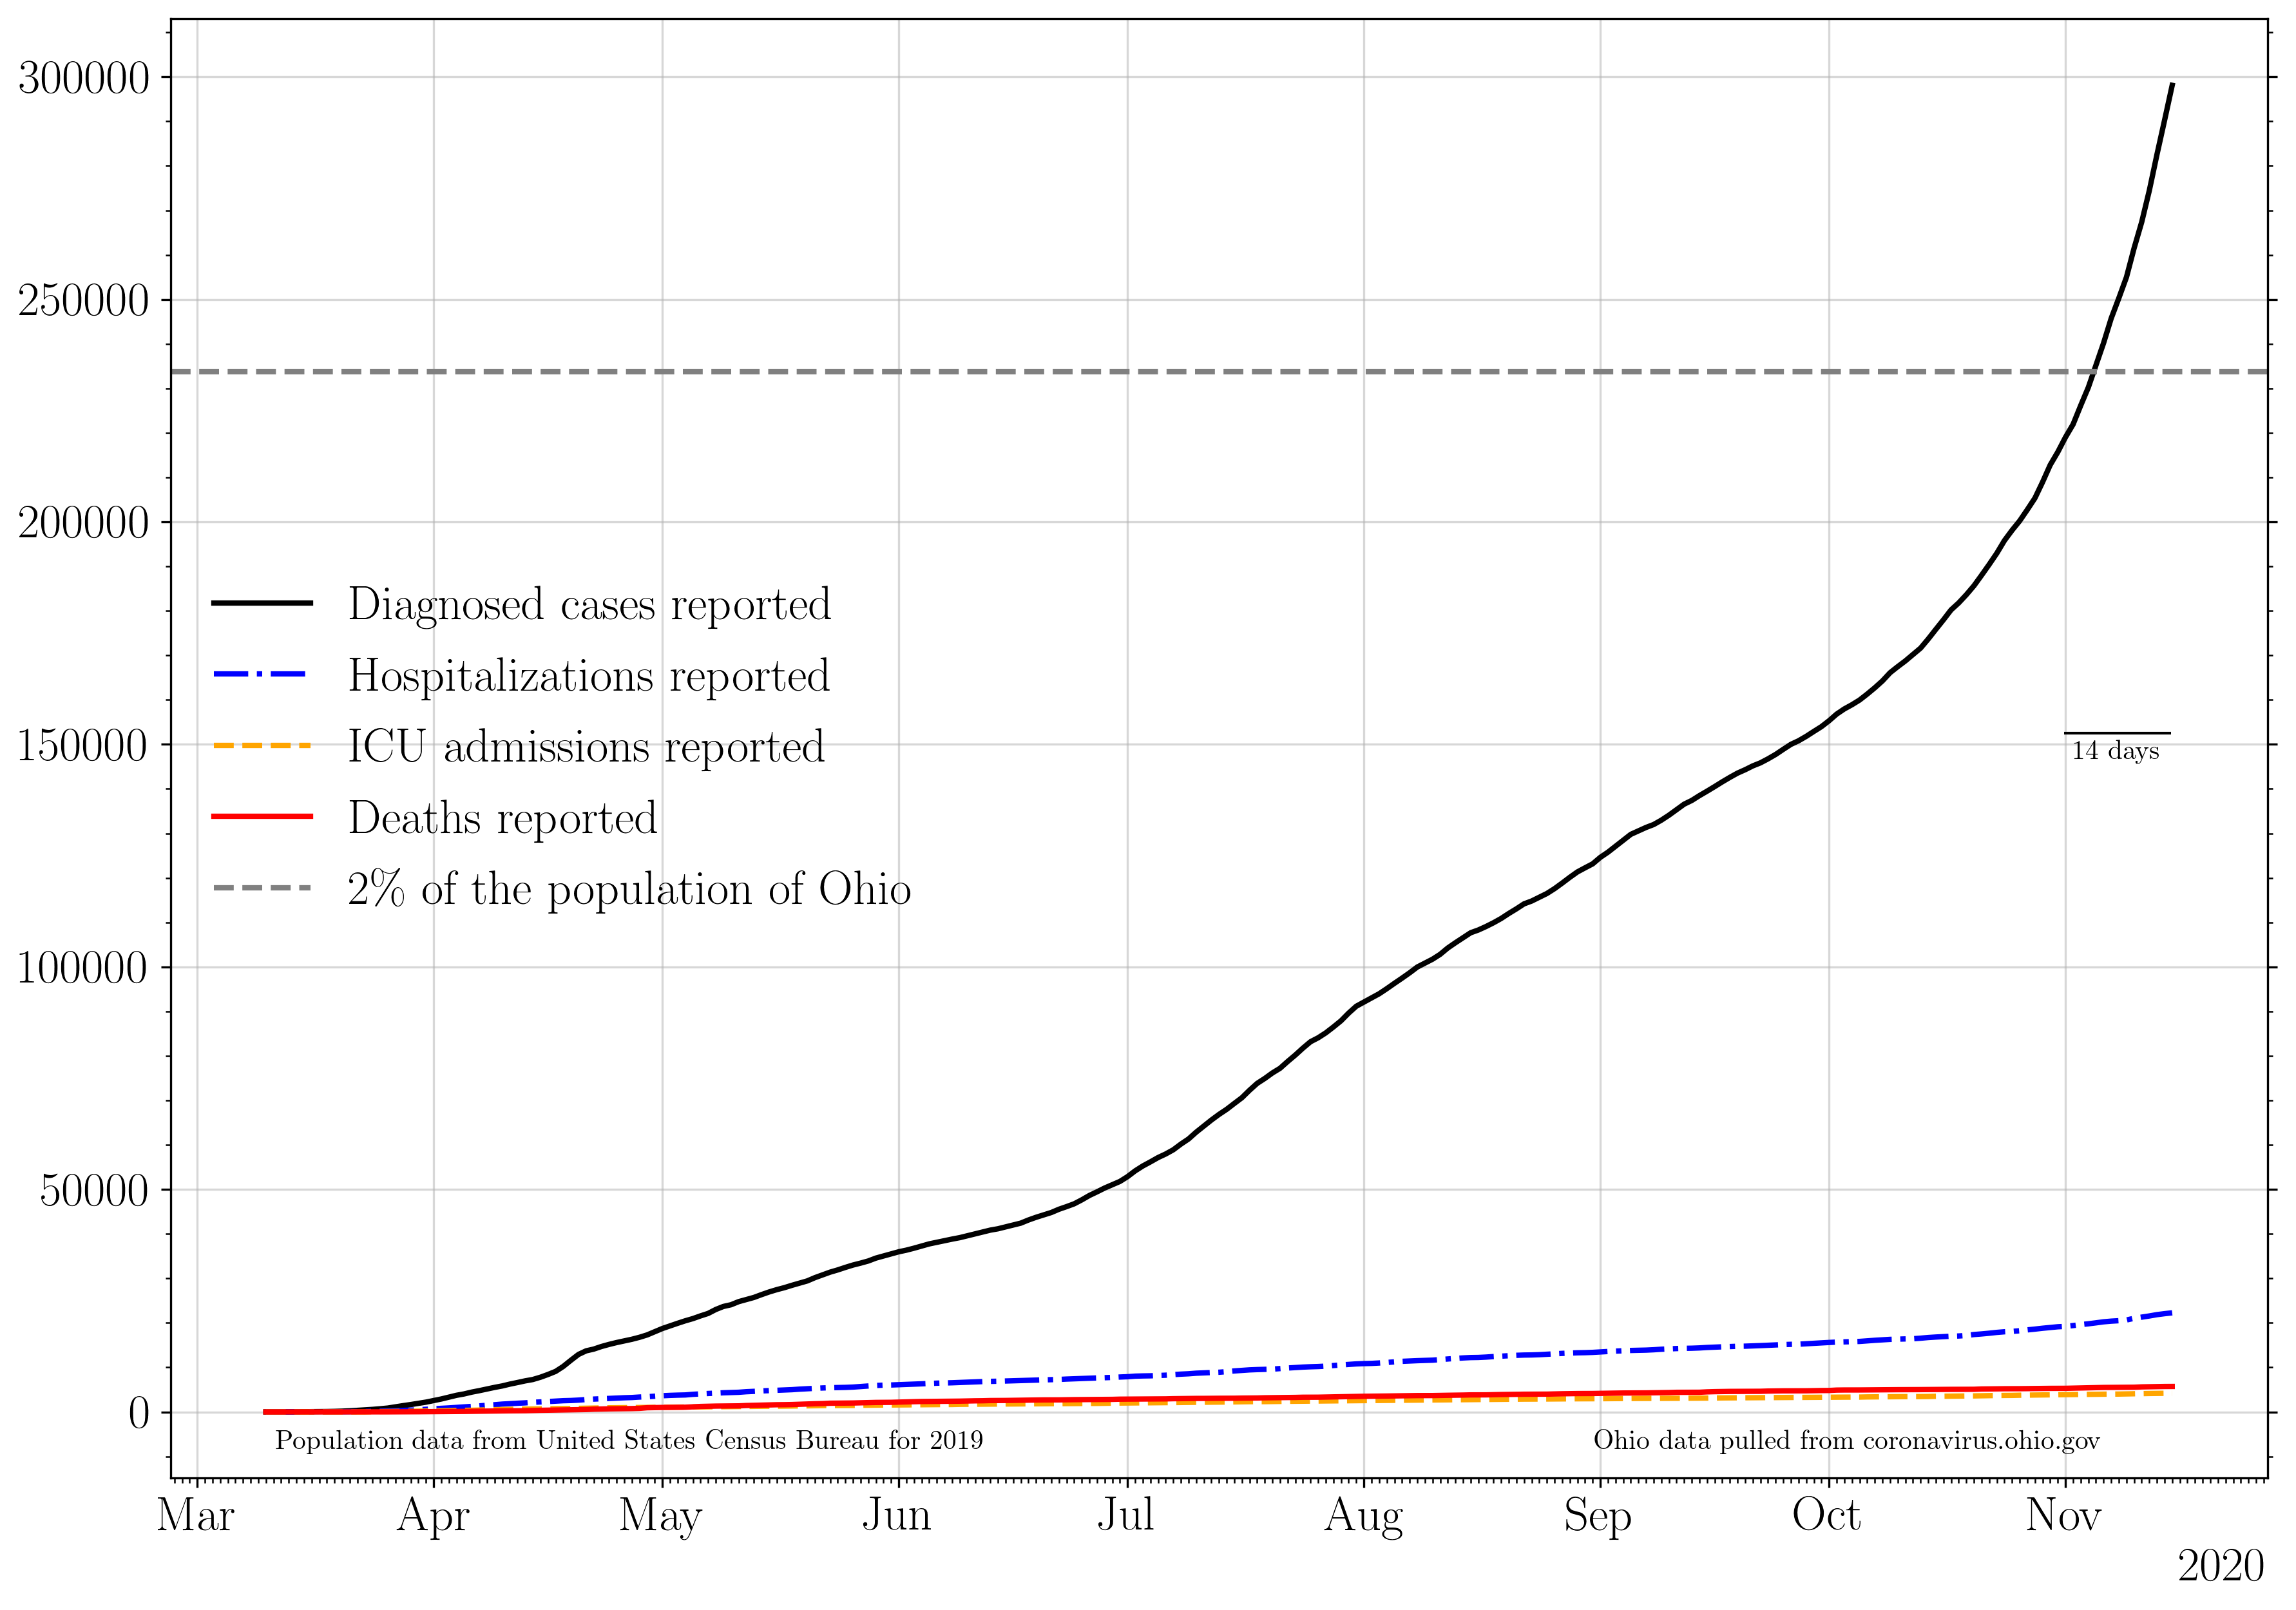 300000
250000
200000
150000
100000
50000
0
Diagnosed cases reported
Hospitalizations reported
ICU admissions reported
Deaths reported
2% of the population of Ohio
14 days
Population data from United States Census Bureau for 2019
Ohio data pulled from coronavirus.ohio.gov
Mar Apr May Jun Jul Aug Sep Oct Nov
2020